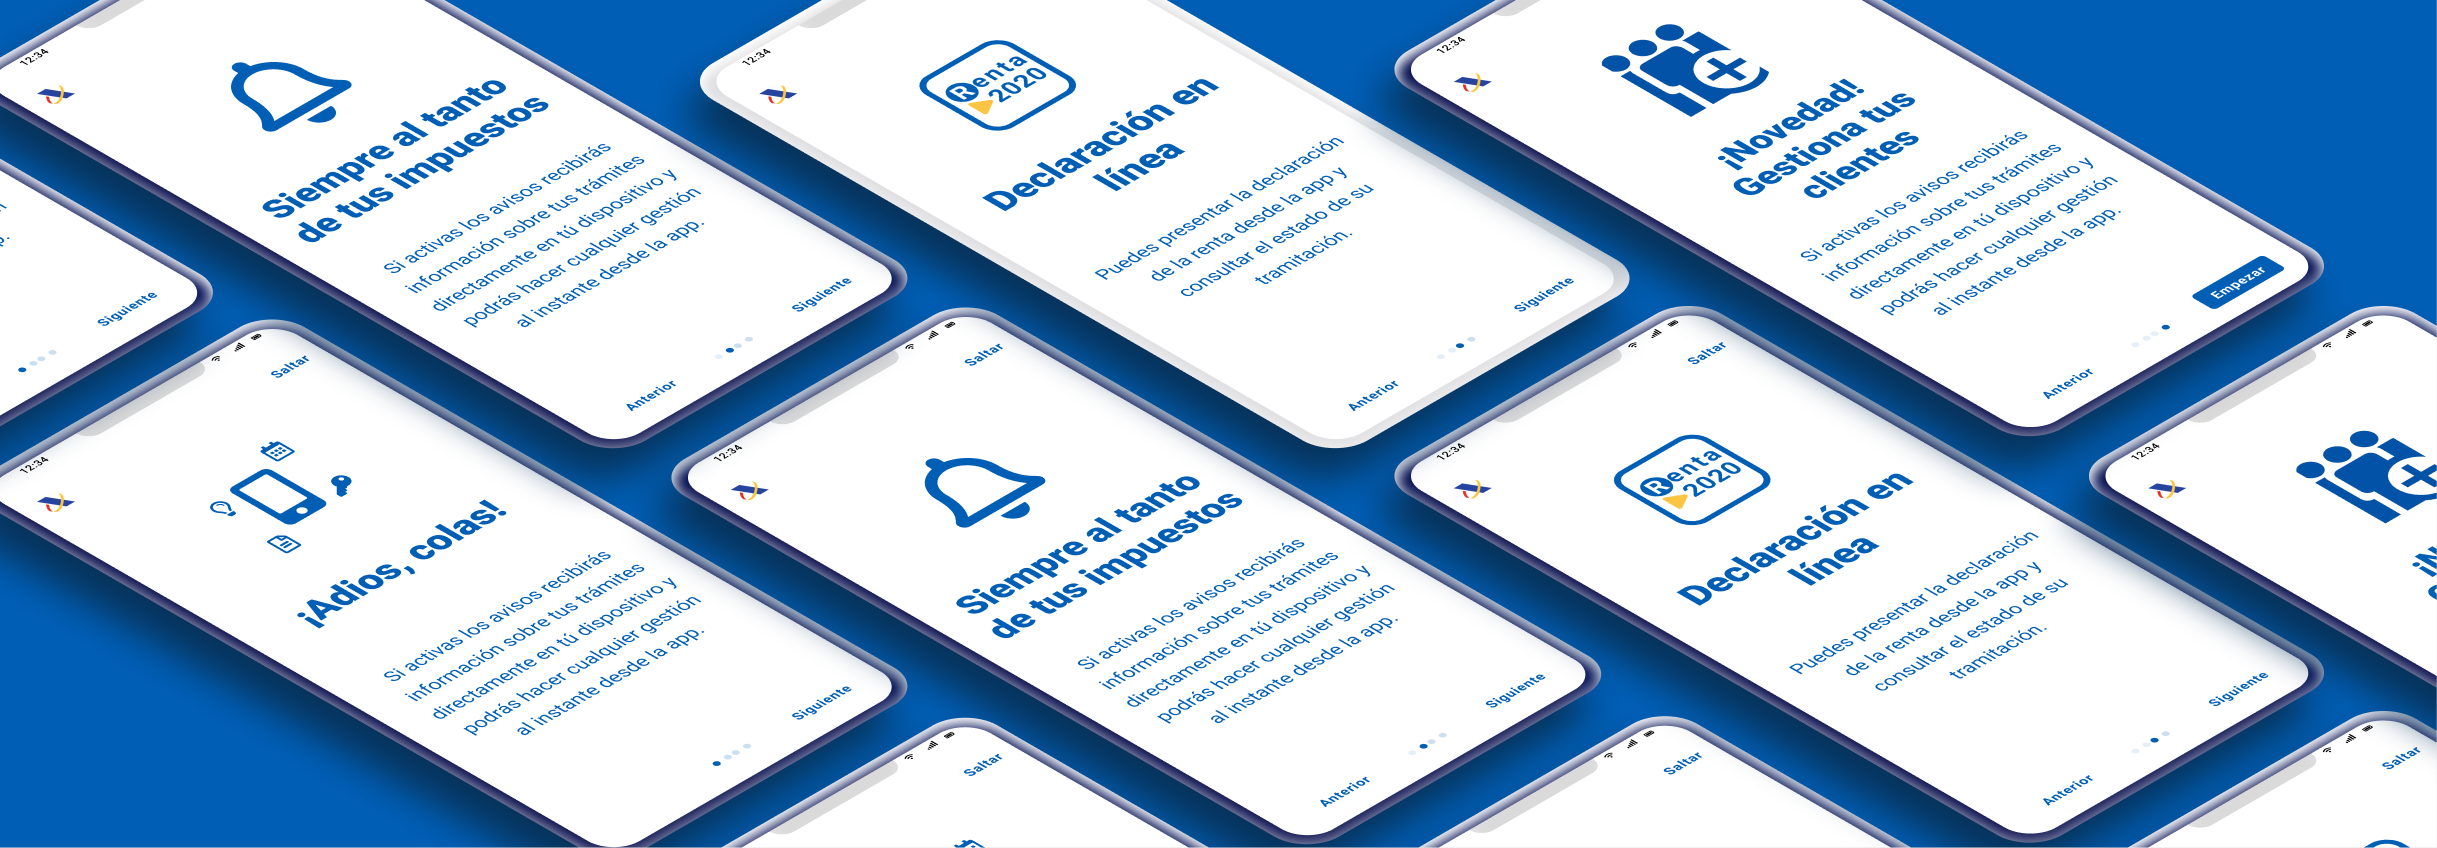 12:34
Siempre al tanto
de tus impuestos
Si activas los avisos recibirás
información sobre tus trámites
directamente en tú dispositivo y
podrás hacer cualquier gestión
al instante desde la app.
Anterior
Siguiente
12:34
Renta
2020
Declaración en
línea
Puedes presentar la declaración
de la renta desde la app y
consultar el estado de su
tramitación.
Anterior
Siguiente
12:34
¡Novedad!
Gestiona tus
clientes
Si activas los avisos recibirás
información sobre tus trámites
directamente en tú dispositivo y
podrás hacer cualquier gestión
al instante desde la app.
Anterior
Empezar
Siguiente
12:34
Saltar
¡Adios, colas!
Si activas los avisos recibirás
información sobre tus trámites
directamente en tú dispositivo y
podrás hacer cualquier gestión
al instante desde la app.
Siguiente
12:34
Saltar
Siempre al tanto
de tus impuestos
Si activas los avisos recibirás
información sobre tus trámites
directamente en tú dispositivo y
podrás hacer cualquier gestión
al instante desde la app.
Anterior
Siguiente
12:34
Saltar
Renta
2020
Declaración en
línea
Puedes presentar la declaración
de la renta desde la app y
consultar el estado de su
tramitación.
Anterior
Siguiente
12:34
Saltar
Saltar
Saltar